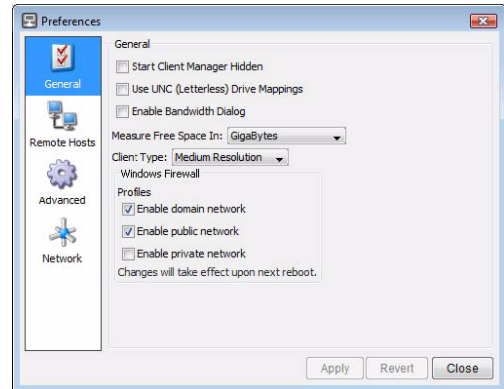 Preferences
General
Remote Hosts
Advanced
Network
General
Start Client Manager Hidden
Use UNC (Letterless) Drive Mappings
Enable Bandwidth Dialog
Measure Free Space In: GigaBytes
Client Type: Medium Resolution
Windows Firewall
Profiles
Enable domain network
Enable public network
Enable private network
Changes will take effect upon next reboot.
Apply Revert Close